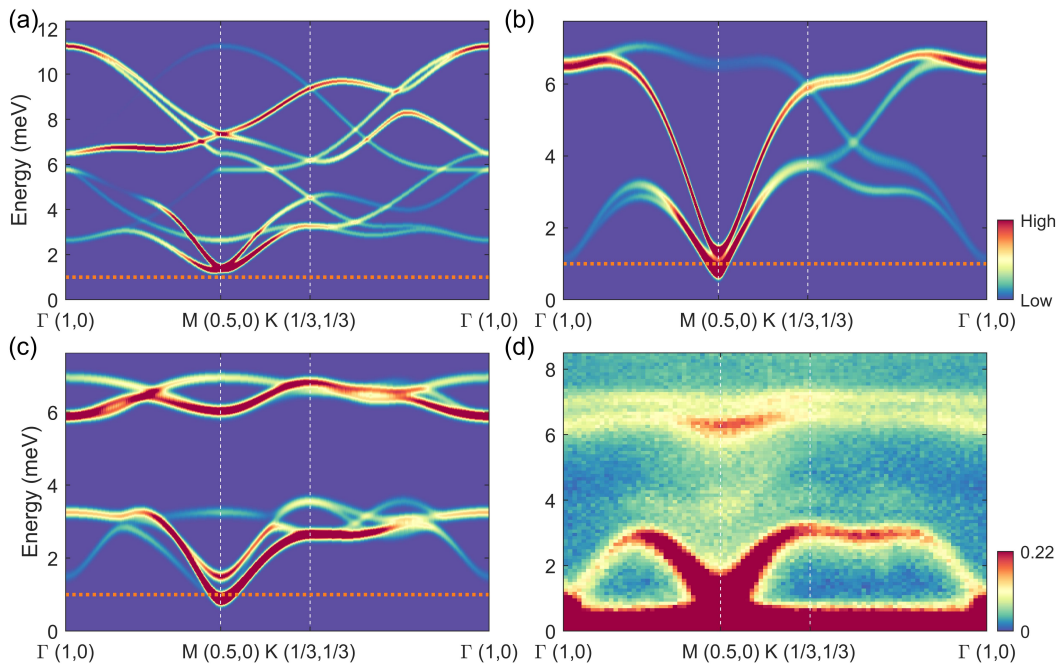 (a)
12
10
8
6
4
2
0
Energy (meV)
Γ (1,0) M (0.5,0) K (1/3,1/3) Γ (1,0)
(b)
6
4
2
0
High
Low
Γ (1,0) M (0.5,0) K (1/3,1/3) Γ (1,0)
(c)
6
4
2
0
Energy (meV)
Γ (1,0) M (0.5,0) K (1/3,1/3) Γ (1,0)
(d)
8
6
4
2
0
0.22
0
Γ (1,0) M (0.5,0) K (1/3,1/3) Γ (1,0)